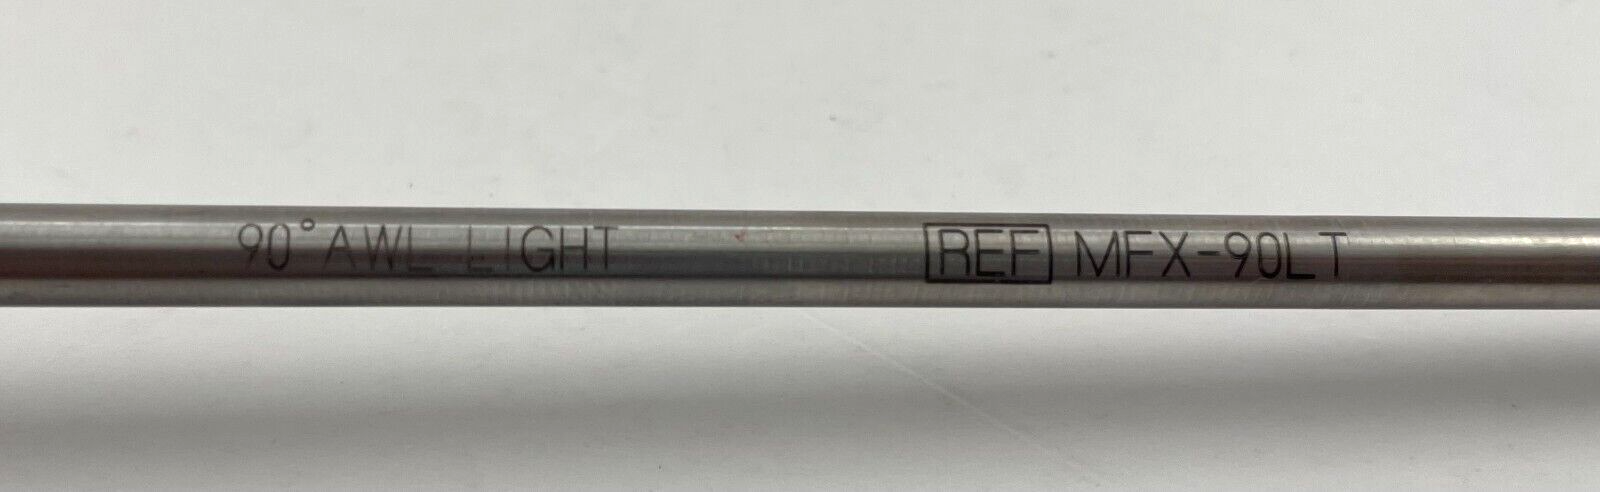 90° AWL LIGHT REF MFX-90LT